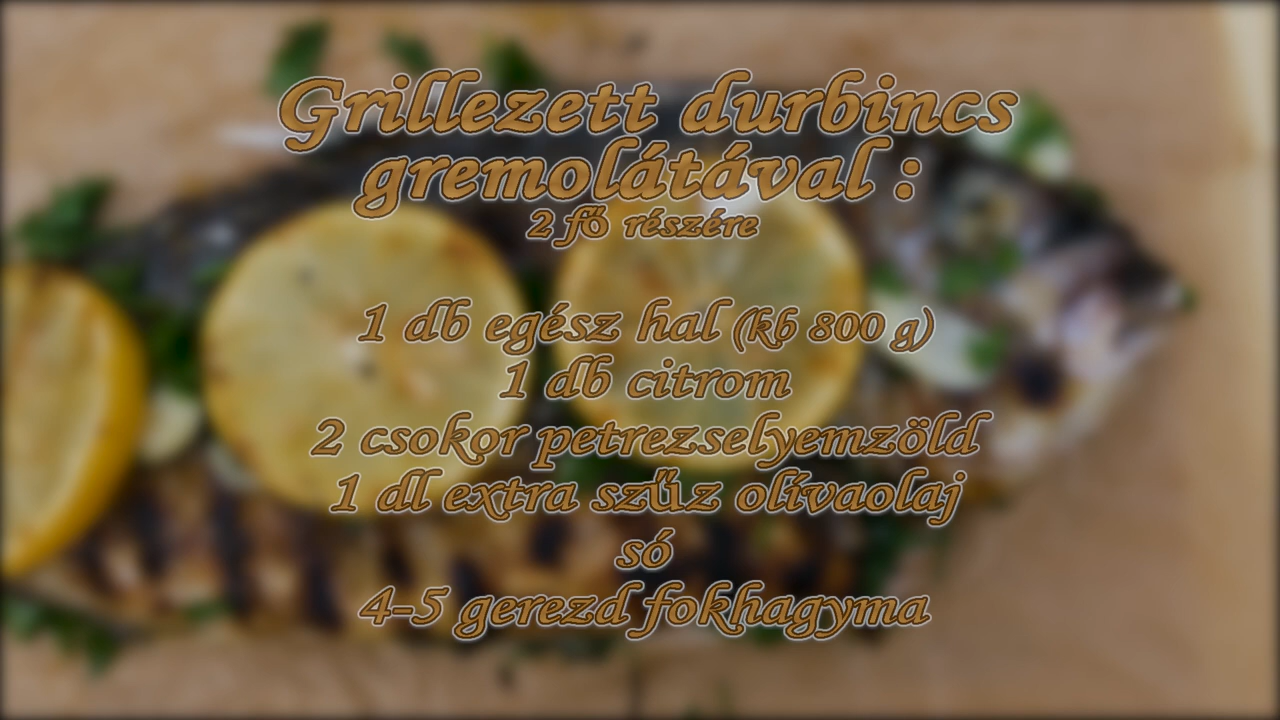 Grillezett durbincs
gremolátával :
2 fő részére
1 db egész hal (kb 800 g)
1 db citrom
2 csokor petrezselyemzöld
1 dl extra szűz olívaolaj
só
4-5 gerezd fokhagyma